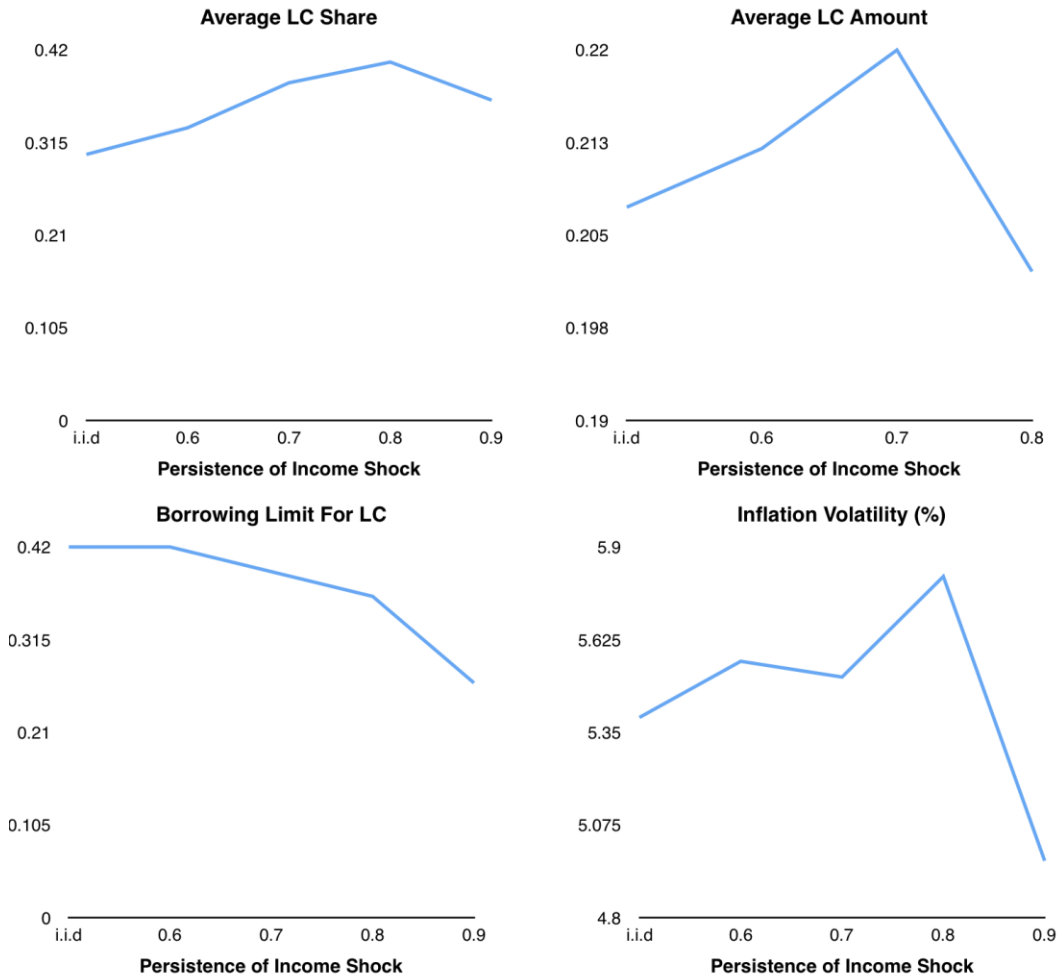 Average LC Share
0.42
0.315
0.21
0.105
0
i.i.d 0.6 0.7 0.8 0.9
Persistence of Income Shock
Average LC Amount
0.22
0.213
0.205
0.198
0.19
i.i.d 0.6 0.7 0.8
Persistence of Income Shock
Borrowing Limit For LC
0.42
0.315
0.21
0.105
0
i.i.d 0.6 0.7 0.8 0.9
Persistence of Income Shock
Inflation Volatility (%)
5.9
5.625
5.35
5.075
4.8
i.i.d 0.6 0.7 0.8 0.9
Persistence of Income Shock